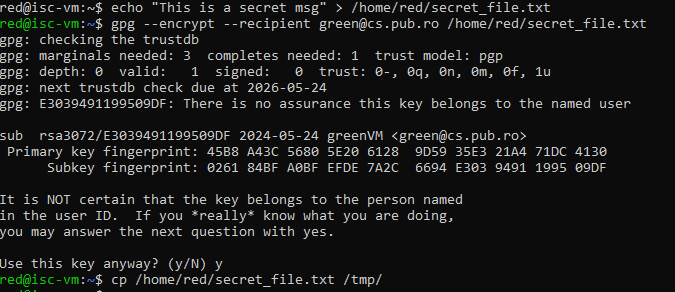 red@isc-vm:~$ echo "This is a secret msg" > /home/red/secret_file.txt
red@isc-vm:~$ gpg --encrypt --recipient green@cs.pub.ro /home/red/secret_file.txt
gpg: checking the trustdb
gpg: marginals needed: 3  completes needed: 1  trust model: pgp
gpg: depth: 0  valid:   1  signed:   0  trust: 0-, 0q, 0n, 0m, 0f, 1u
gpg: next trustdb check due at 2026-05-24
gpg: E3039491199509DF: There is no assurance this key belongs to the named user

sub  rsa3072/E3039491199509DF 2024-05-24 greenVM <green@cs.pub.ro>
 Primary key fingerprint: 45B8 A43C 5680 5E20 6128  9D59 35E3 21A4 71DC 4130
      Subkey fingerprint: 0261 84BF A0BF EFDE 7A2C  6694 E303 9491 1995 09DF

It is NOT certain that the key belongs to the person named
in the user ID.  If you *really* know what you are doing,
you may answer the next question with yes.

Use this key anyway? (y/N) y
red@isc-vm:~$ cp /home/red/secret_file.txt /tmp/